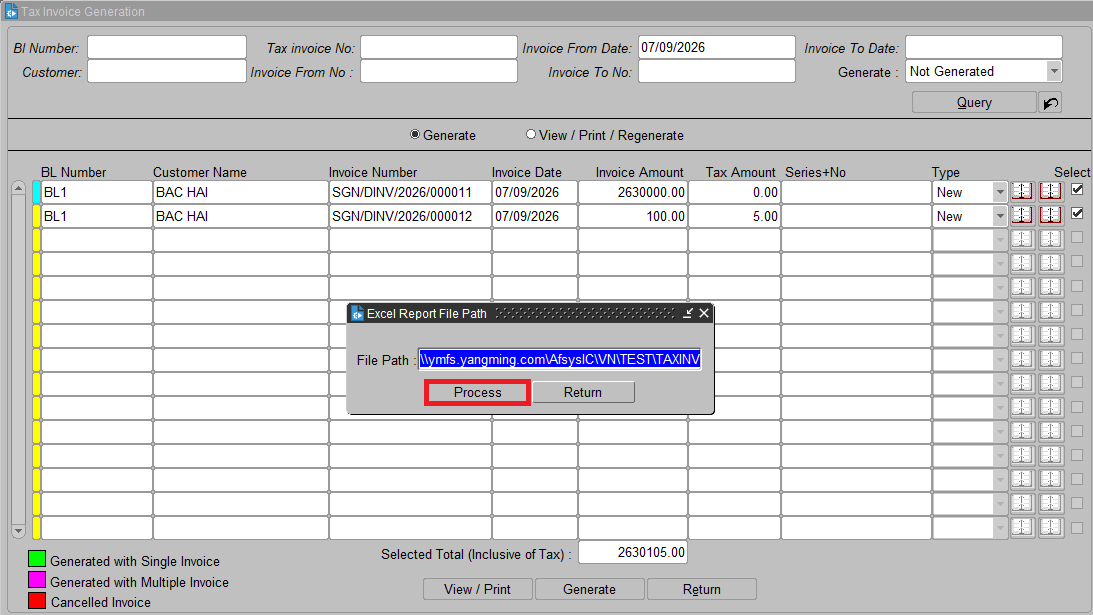 Tax Invoice Generation
Bl Number: Tax invoice No: Invoice From Date: 07/09/2026 Invoice To Date:
Customer: Invoice From No : Invoice To No: Generate : Not Generated
Query
Generate View / Print / Regenerate
BL Number Customer Name Invoice Number Invoice Date Invoice Amount Tax Amount Series+No Type Select
BL1 BAC HAI SGN/DINV/2026/000011 07/09/2026 2630000.00 0.00 New
BL1 BAC HAI SGN/DINV/2026/000012 07/09/2026 100.00 5.00 New
Excel Report File Path
File Path : \\ymfs.yangming.com\AfsysIC\VN\TEST\TAXINV
Process Return
Selected Total (Inclusive of Tax) : 2630105.00
Generated with Single Invoice
Generated with Multiple Invoice
Cancelled Invoice
View / Print Generate Return